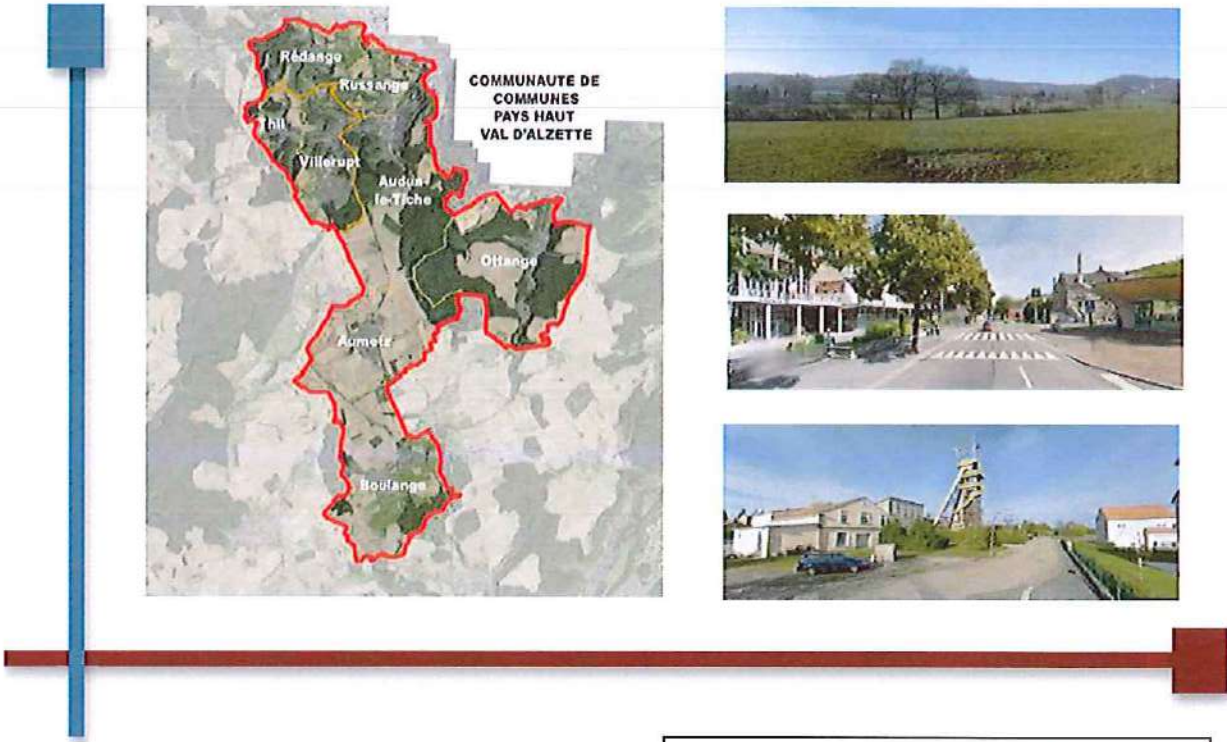 COMMUNAUTE DE
COMMUNES
PAYS HAUT
VAL D'ALZETTE
Rédange
Russange
Thil
Villerupt
Audun-
le-Tiche
Ottange
Aumetz
Boulange